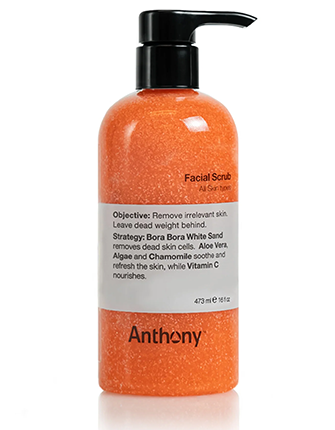 Facial Scrub
All Skin types
Objective: Remove irrelevant skin.
Leave dead weight behind.
Strategy: Bora Bora White Sand
removes dead skin cells. Aloe Vera,
Algae and Chamomile soothe and
refresh the skin, while Vitamin C
nourishes.
473 ml ℮ 16 fl oz
Anthony